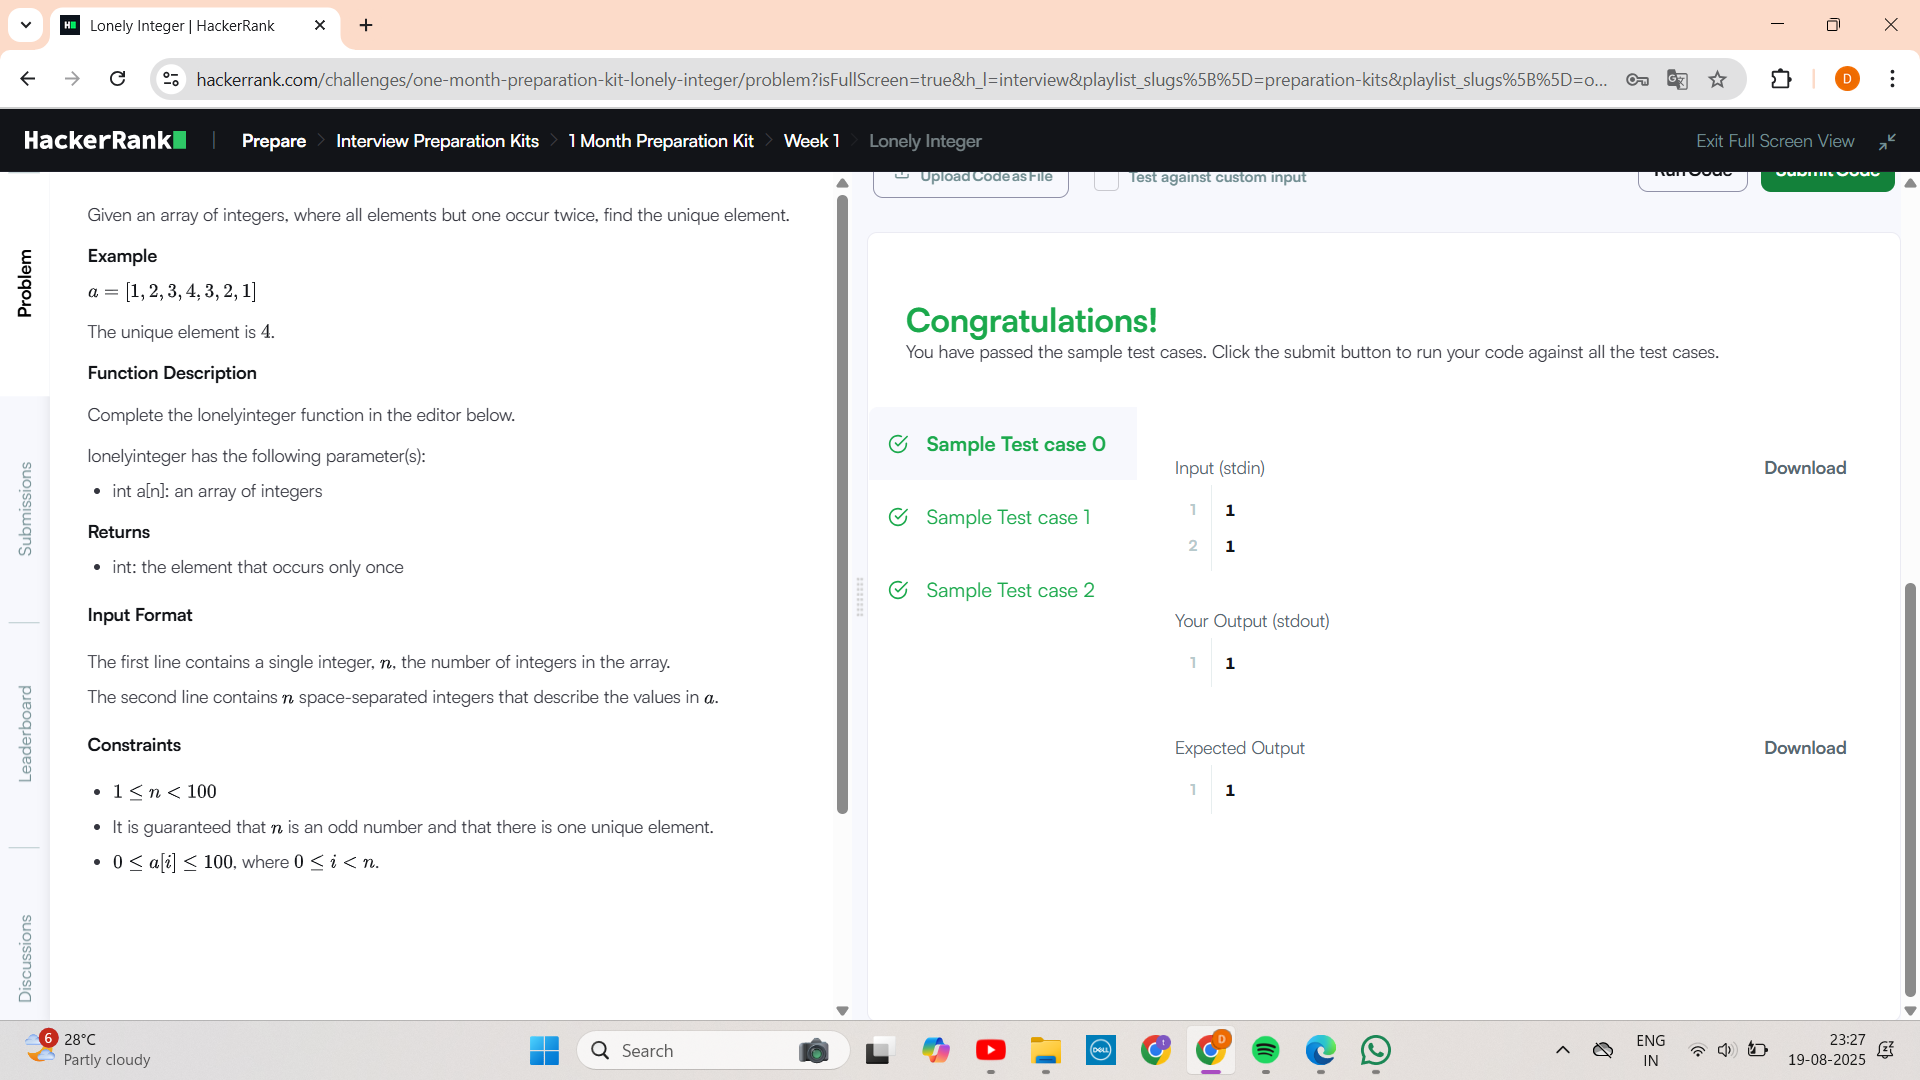 Lonely Integer | HackerRank
hackerrank.com/challenges/one-month-preparation-kit-lonely-integer/problem?isFullScreen=true&h_l=interview&playlist_slugs%5B%5D=preparation-kits&playlist_slugs%5B%5D=o...
D
HackerRank
Prepare
Interview Preparation Kits
1 Month Preparation Kit
Week 1
Lonely Integer
Exit Full Screen View
Problem
Submissions
Leaderboard
Discussions
Given an array of integers, where all elements but one occur twice, find the unique element.
Example
a = [1, 2, 3, 4, 3, 2, 1]
The unique element is 4.
Function Description
Complete the lonelyinteger function in the editor below.
lonelyinteger has the following parameter(s):
• int a[n]: an array of integers
Returns
• int: the element that occurs only once
Input Format
The first line contains a single integer, n, the number of integers in the array.
The second line contains n space-separated integers that describe the values in a.
Constraints
• 1 ≤ n < 100
• It is guaranteed that n is an odd number and that there is one unique element.
• 0 ≤ a[i] ≤ 100, where 0 ≤ i < n.
Upload Code as File
Test against custom input
Run Code
Submit Code
Congratulations!
You have passed the sample test cases. Click the submit button to run your code against all the test cases.
Sample Test case 0
Sample Test case 1
Sample Test case 2
Input (stdin)
Download
1 1
2 1
Your Output (stdout)
1 1
Expected Output
Download
1 1
6
28°C
Partly cloudy
Search
DELL
D
ENG
IN
23:27
19-08-2025